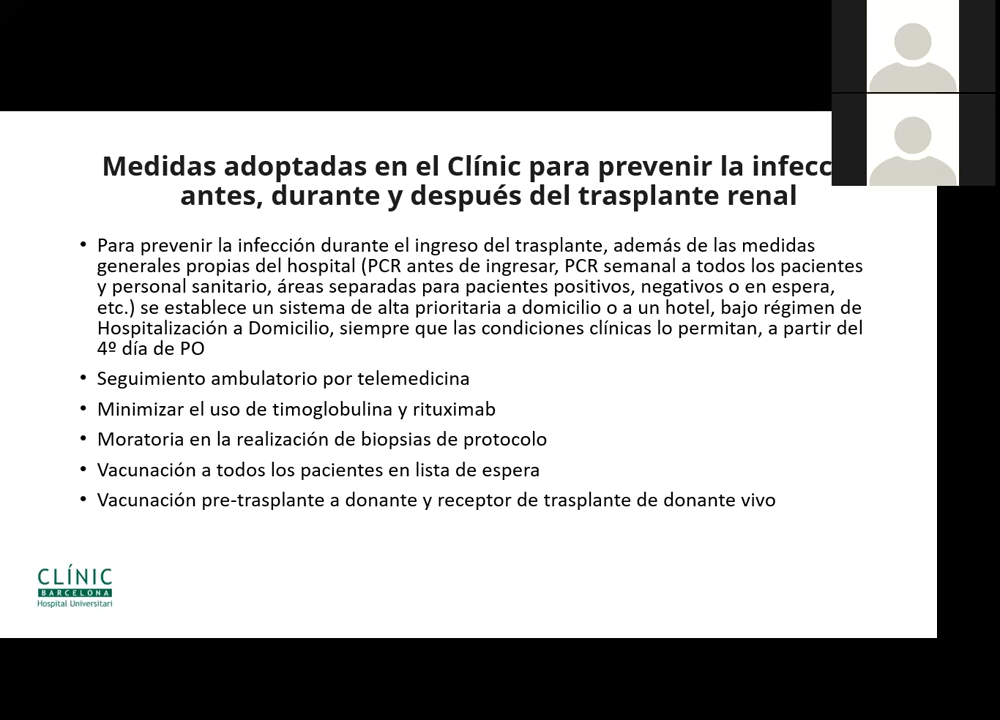 Medidas adoptadas en el Clínic para prevenir la
antes, durante y después del trasplante renal
• Para prevenir la infección durante el ingreso del trasplante, además de las medidas
generales propias del hospital (PCR antes de ingresar, PCR semanal a todos los pacientes
y personal sanitario, áreas separadas para pacientes positivos, negativos o en espera,
etc.) se establece un sistema de alta prioritaria a domicilio o a un hotel, bajo régimen de
Hospitalización a Domicilio, siempre que las condiciones clínicas lo permitan, a partir del
4º día de PO
• Seguimiento ambulatorio por telemedicina
• Minimizar el uso de timoglobulina y rituximab
• Moratoria en la realización de biopsias de protocolo
• Vacunación a todos los pacientes en lista de espera
• Vacunación pre-trasplante a donante y receptor de trasplante de donante vivo
CLÍNIC
BARCELONA
Hospital Universitari